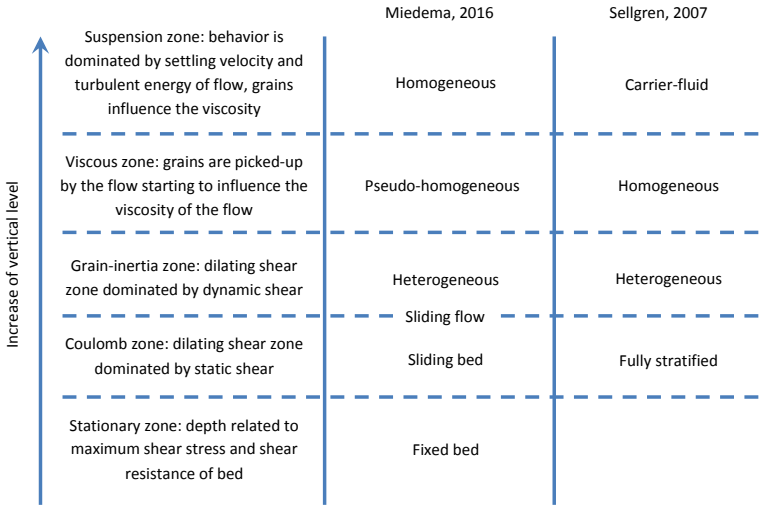 Miedema, 2016
Sellgren, 2007
Suspension zone: behavior is
dominated by settling velocity and
turbulent energy of flow, grains
influence the viscosity
Homogeneous
Carrier-fluid
Viscous zone: grains are picked-up
by the flow starting to influence the
viscosity of the flow
Pseudo-homogeneous
Homogeneous
Grain-inertia zone: dilating shear
zone dominated by dynamic shear
Heterogeneous
Heterogeneous
Sliding flow
Coulomb zone: dilating shear zone
dominated by static shear
Sliding bed
Fully stratified
Stationary zone: depth related to
maximum shear stress and shear
resistance of bed
Fixed bed
Increase of vertical level